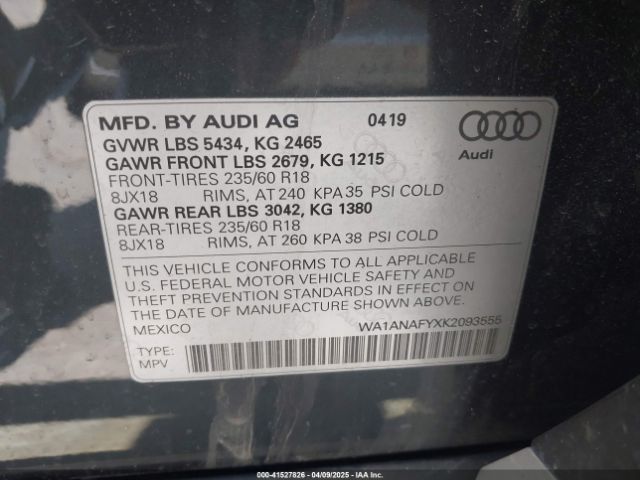 MFD. BY AUDI AG 0419
GVWR LBS 5434, KG 2465
GAWR FRONT LBS 2679, KG 1215
FRONT-TIRES 235/60 R18
8JX18 RIMS, AT 240 KPA 35 PSI COLD
GAWR REAR LBS 3042, KG 1380
REAR-TIRES 235/60 R18
8JX18 RIMS, AT 260 KPA 38 PSI COLD
Audi
THIS VEHICLE CONFORMS TO ALL APPLICABLE
U.S. FEDERAL MOTOR VEHICLE SAFETY AND
THEFT PREVENTION STANDARDS IN EFFECT ON
THE DATE OF MANUFACTURE SHOWN ABOVE.
MEXICO WA1ANAFYXK2093555
TYPE:
MPV
000-41527826 04/09/2025 IAAI.COM